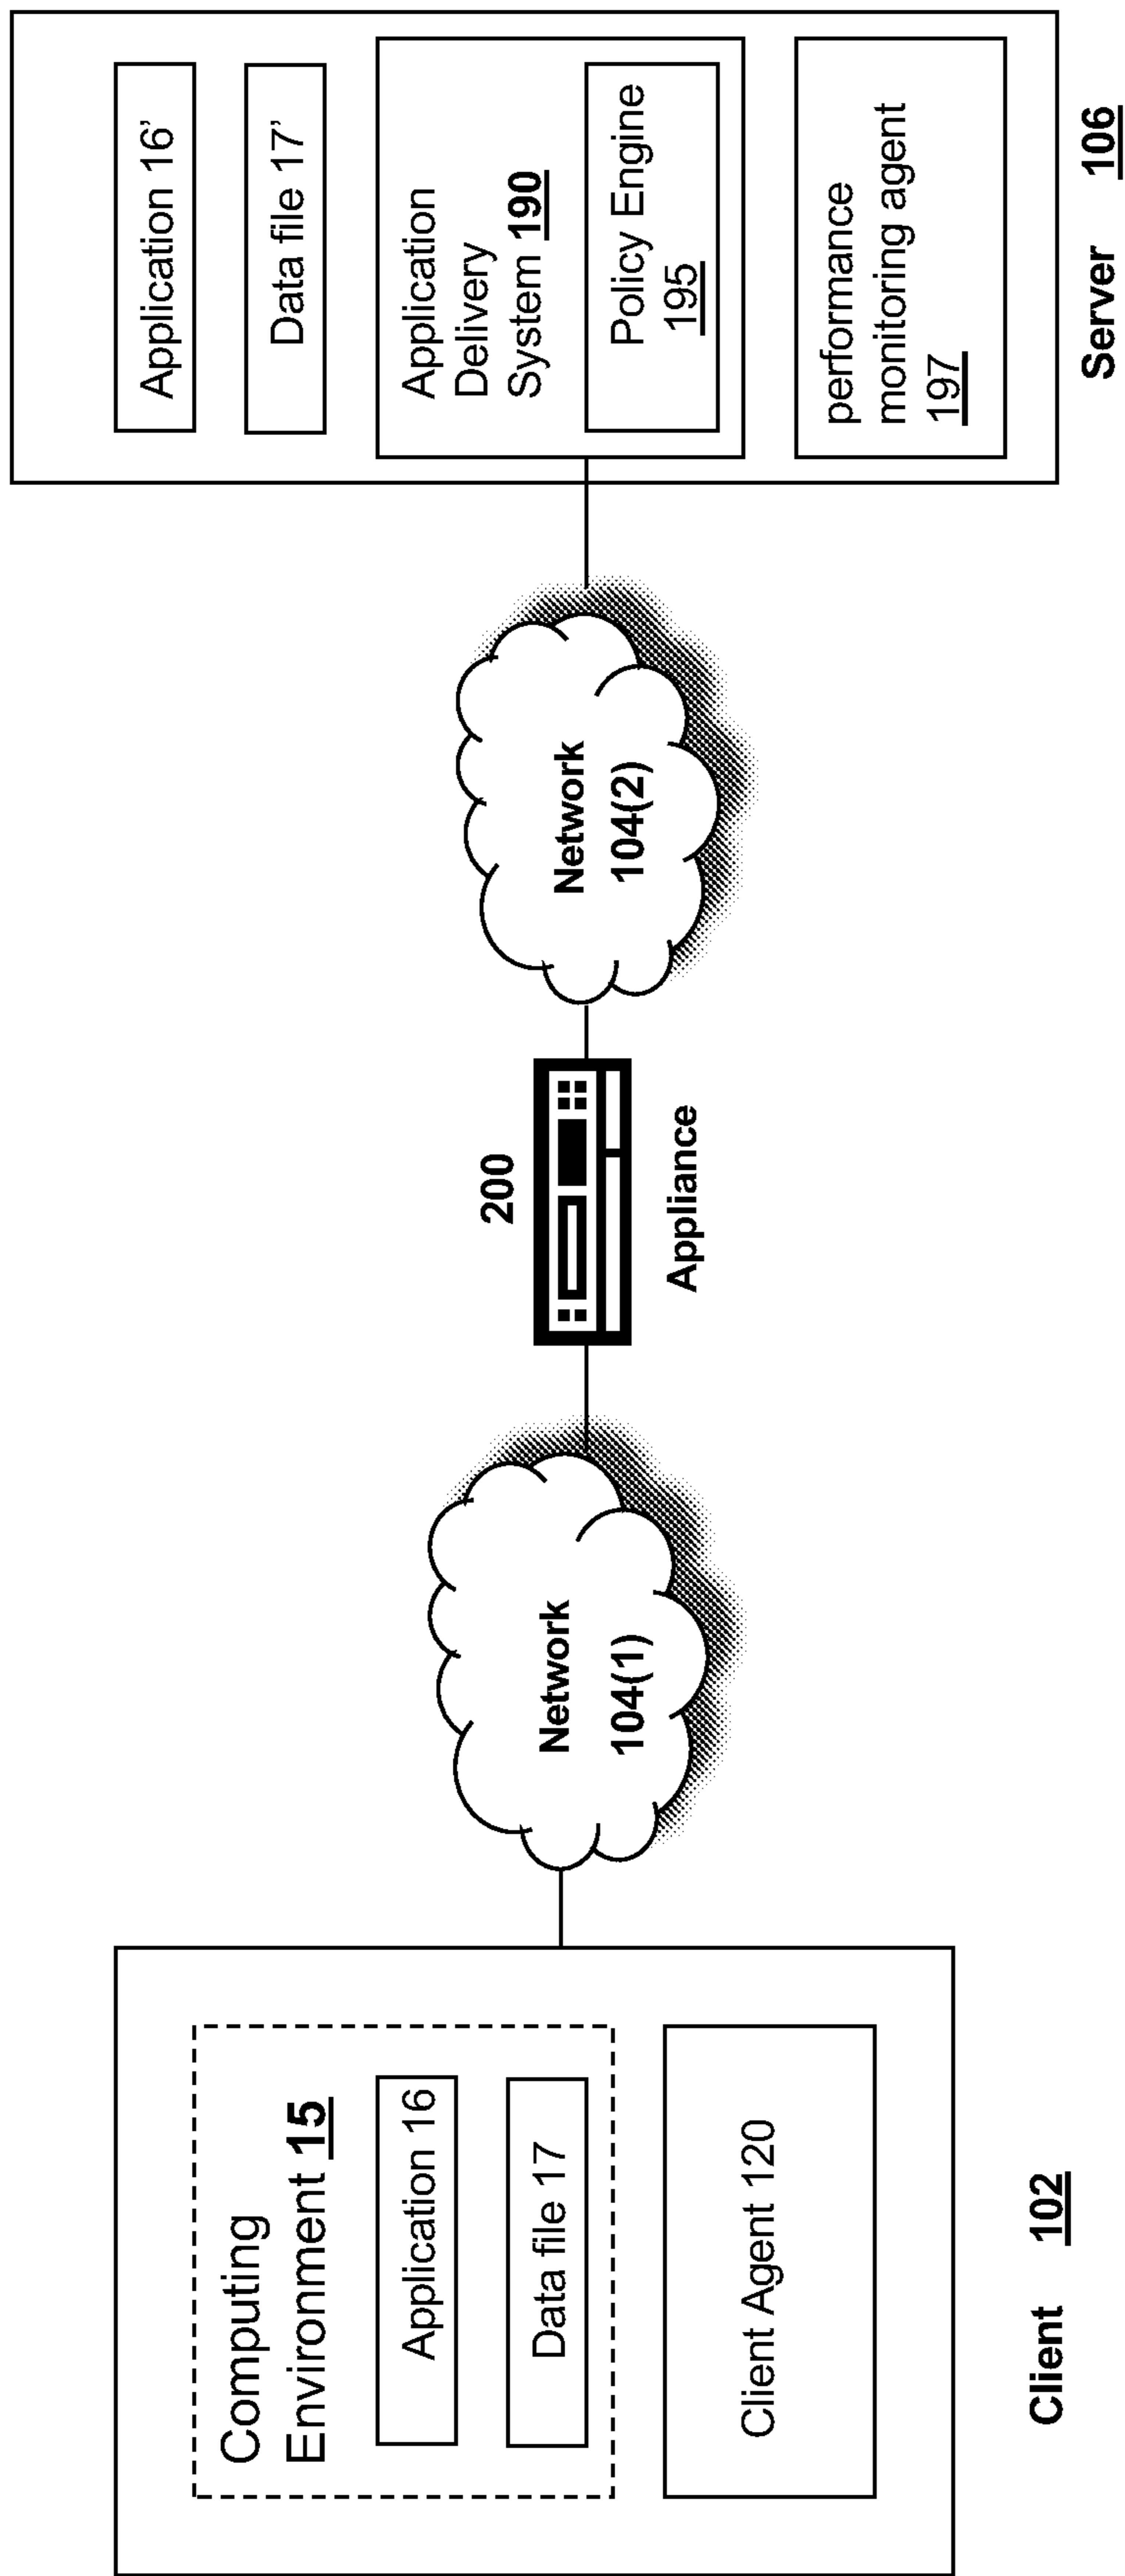 Computing
Environment 15
Application 16
Data file 17
Client Agent 120
Client 102
Network
104(1)
200
Appliance
Network
104(2)
Application 16’
Data file 17’
Application
Delivery
System 190
Policy Engine
195
performance
monitoring agent
197
Server 106